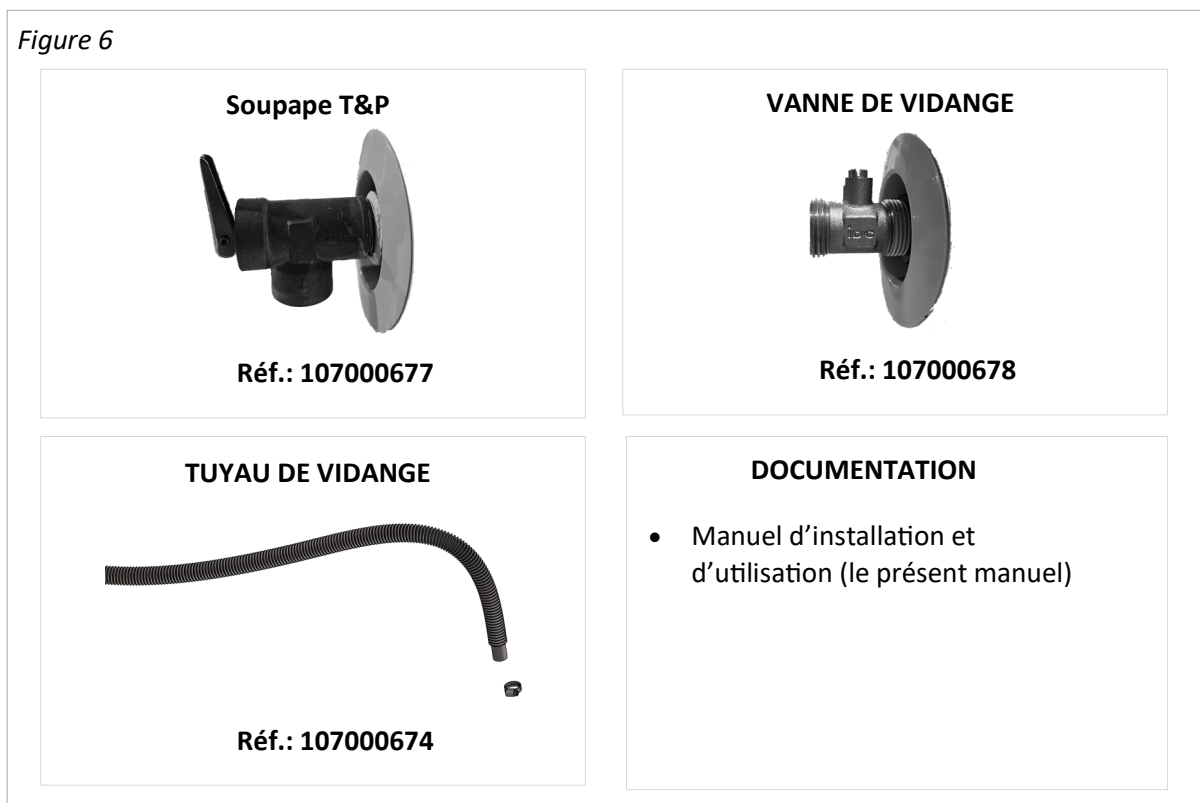 Figure 6
Soupape T&P
Réf.: 107000677
VANNE DE VIDANGE
IDC
Réf.: 107000678
TUYAU DE VIDANGE
Réf.: 107000674
DOCUMENTATION
• Manuel d’installation et
d’utilisation (le présent manuel)